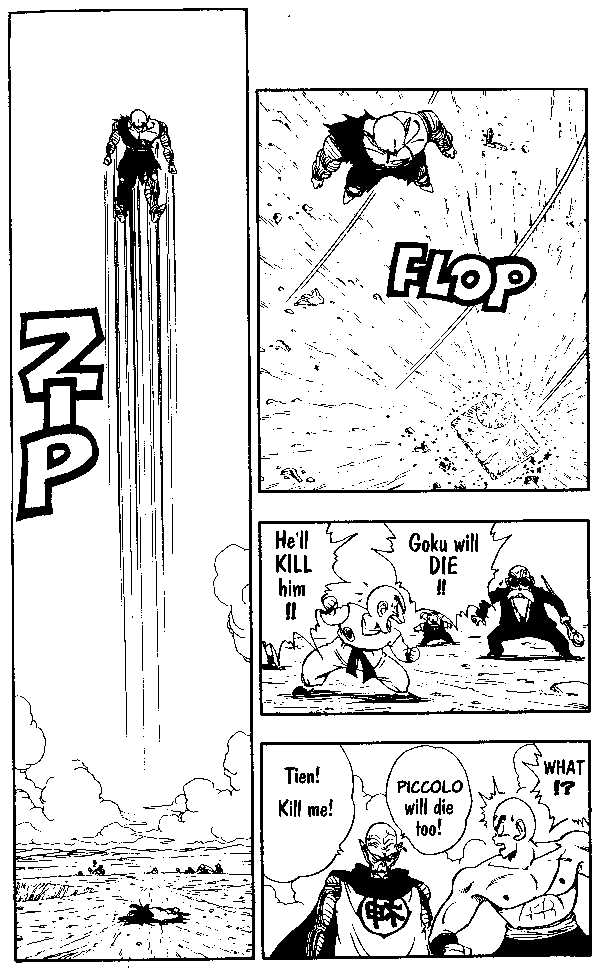 ZIP
FLOP
He'll
KILL
him
!!
Goku will
DIE
!!
Tien!
Kill me!
PICCOLO
will die
too!
WHAT
!?